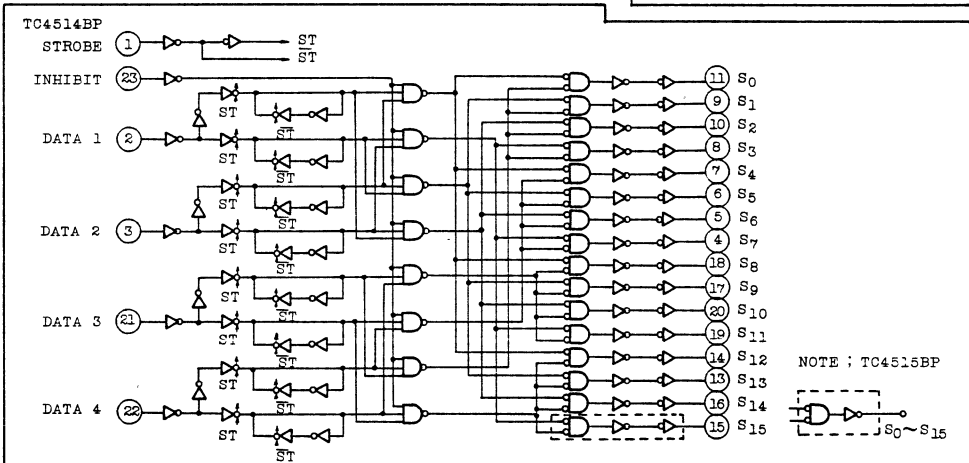 TC4514BP
STROBE 1 ST
S̅T̅
INHIBIT 23 11 S0
ST 9 S1
S̅T̅
DATA 1 2 10 S2
ST S̅T̅ 8 S3
7 S4
ST S̅T̅ 6 S5
DATA 2 3 5 S6
ST S̅T̅ 4 S7
18 S8
ST S̅T̅ 17 S9
DATA 3 21 20 S10
ST S̅T̅ 19 S11
14 S12
NOTE ; TC4515BP
ST S̅T̅ 13 S13
DATA 4 22 16 S14
ST 15 S15 S0~S15
S̅T̅